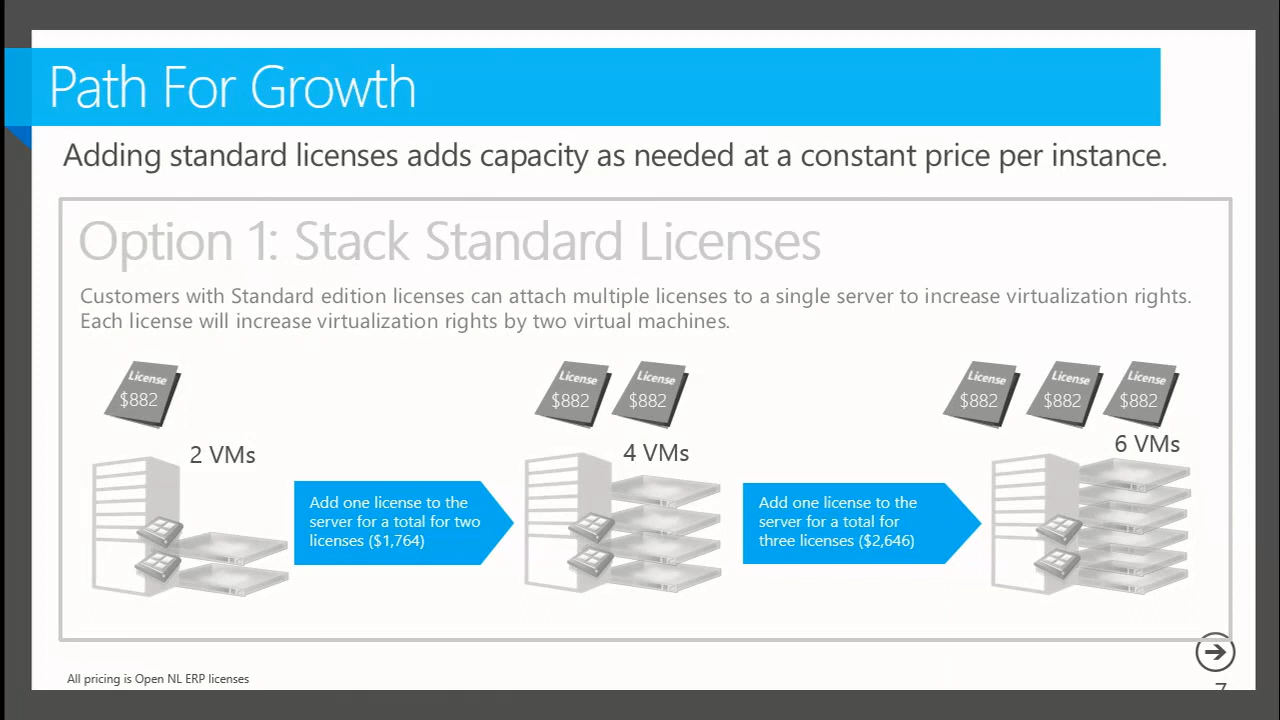 Path For Growth
Adding standard licenses adds capacity as needed at a constant price per instance.
Option 1: Stack Standard Licenses
Customers with Standard edition licenses can attach multiple licenses to a single server to increase virtualization rights.
Each license will increase virtualization rights by two virtual machines.
License
$882
License
$882
License
$882
License
$882
License
$882
License
$882
2 VMs
4 VMs
6 VMs
Add one license to the
server for a total for two
licenses ($1,764)
Add one license to the
server for a total for
three licenses ($2,646)
All pricing is Open NL ERP licenses